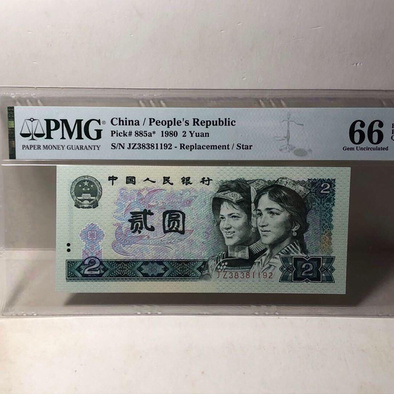 PMG
PAPER MONEY GUARANTY
China / People's Republic
Pick# 885a* 1980 2 Yuan
S/N JZ38381192 - Replacement / Star
66
Gem Uncirculated
中国人民银行
2
贰圆
2
JZ38381192
2